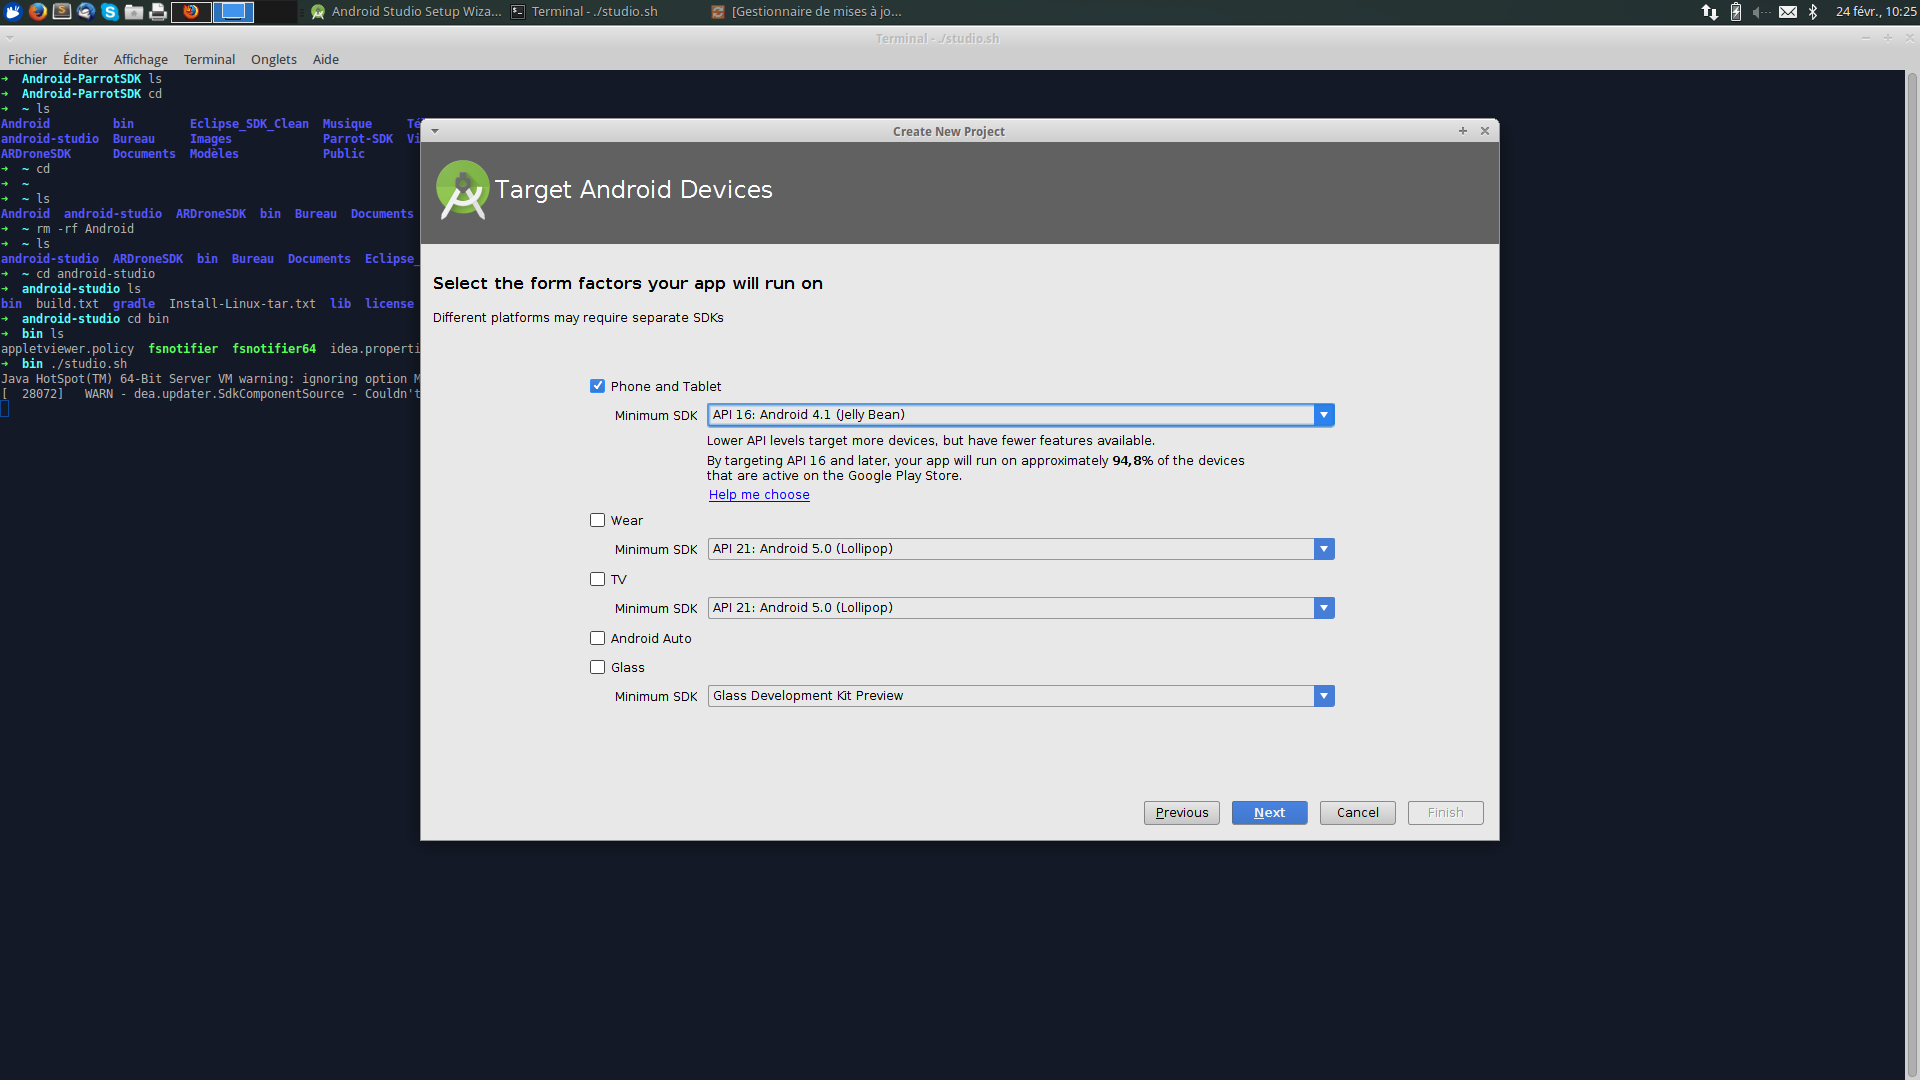 Android Studio Setup Wiza...
Terminal - ./studio.sh
[Gestionnaire de mises à jo...
24 févr., 10:25
Terminal - ./studio.sh
Fichier Éditer Affichage Terminal Onglets Aide
➜ Android-ParrotSDK ls
➜ Android-ParrotSDK cd
➜ ~ ls
Android bin Eclipse_SDK_Clean Musique
android-studio Bureau Images Parrot-SDK
ARDroneSDK Documents Modèles Public
➜ ~ cd
➜ ~
➜ ~ ls
Android android-studio ARDroneSDK bin Bureau Documents
➜ ~ rm -rf Android
➜ ~ ls
android-studio ARDroneSDK bin Bureau Documents Eclipse_
➜ ~ cd android-studio
➜ android-studio ls
bin build.txt gradle Install-Linux-tar.txt lib license
➜ android-studio cd bin
➜ bin ls
appletviewer.policy fsnotifier fsnotifier64 idea.properti
➜ bin ./studio.sh
Java HotSpot(TM) 64-Bit Server VM warning: ignoring option M
[ 28072] WARN - dea.updater.SdkComponentSource - Couldn't
Create New Project
Target Android Devices
Select the form factors your app will run on
Different platforms may require separate SDKs
Phone and Tablet
Minimum SDK API 16: Android 4.1 (Jelly Bean)
Lower API levels target more devices, but have fewer features available.
By targeting API 16 and later, your app will run on approximately 94,8% of the devices
that are active on the Google Play Store.
Help me choose
Wear
Minimum SDK API 21: Android 5.0 (Lollipop)
TV
Minimum SDK API 21: Android 5.0 (Lollipop)
Android Auto
Glass
Minimum SDK Glass Development Kit Preview
Previous Next Cancel Finish